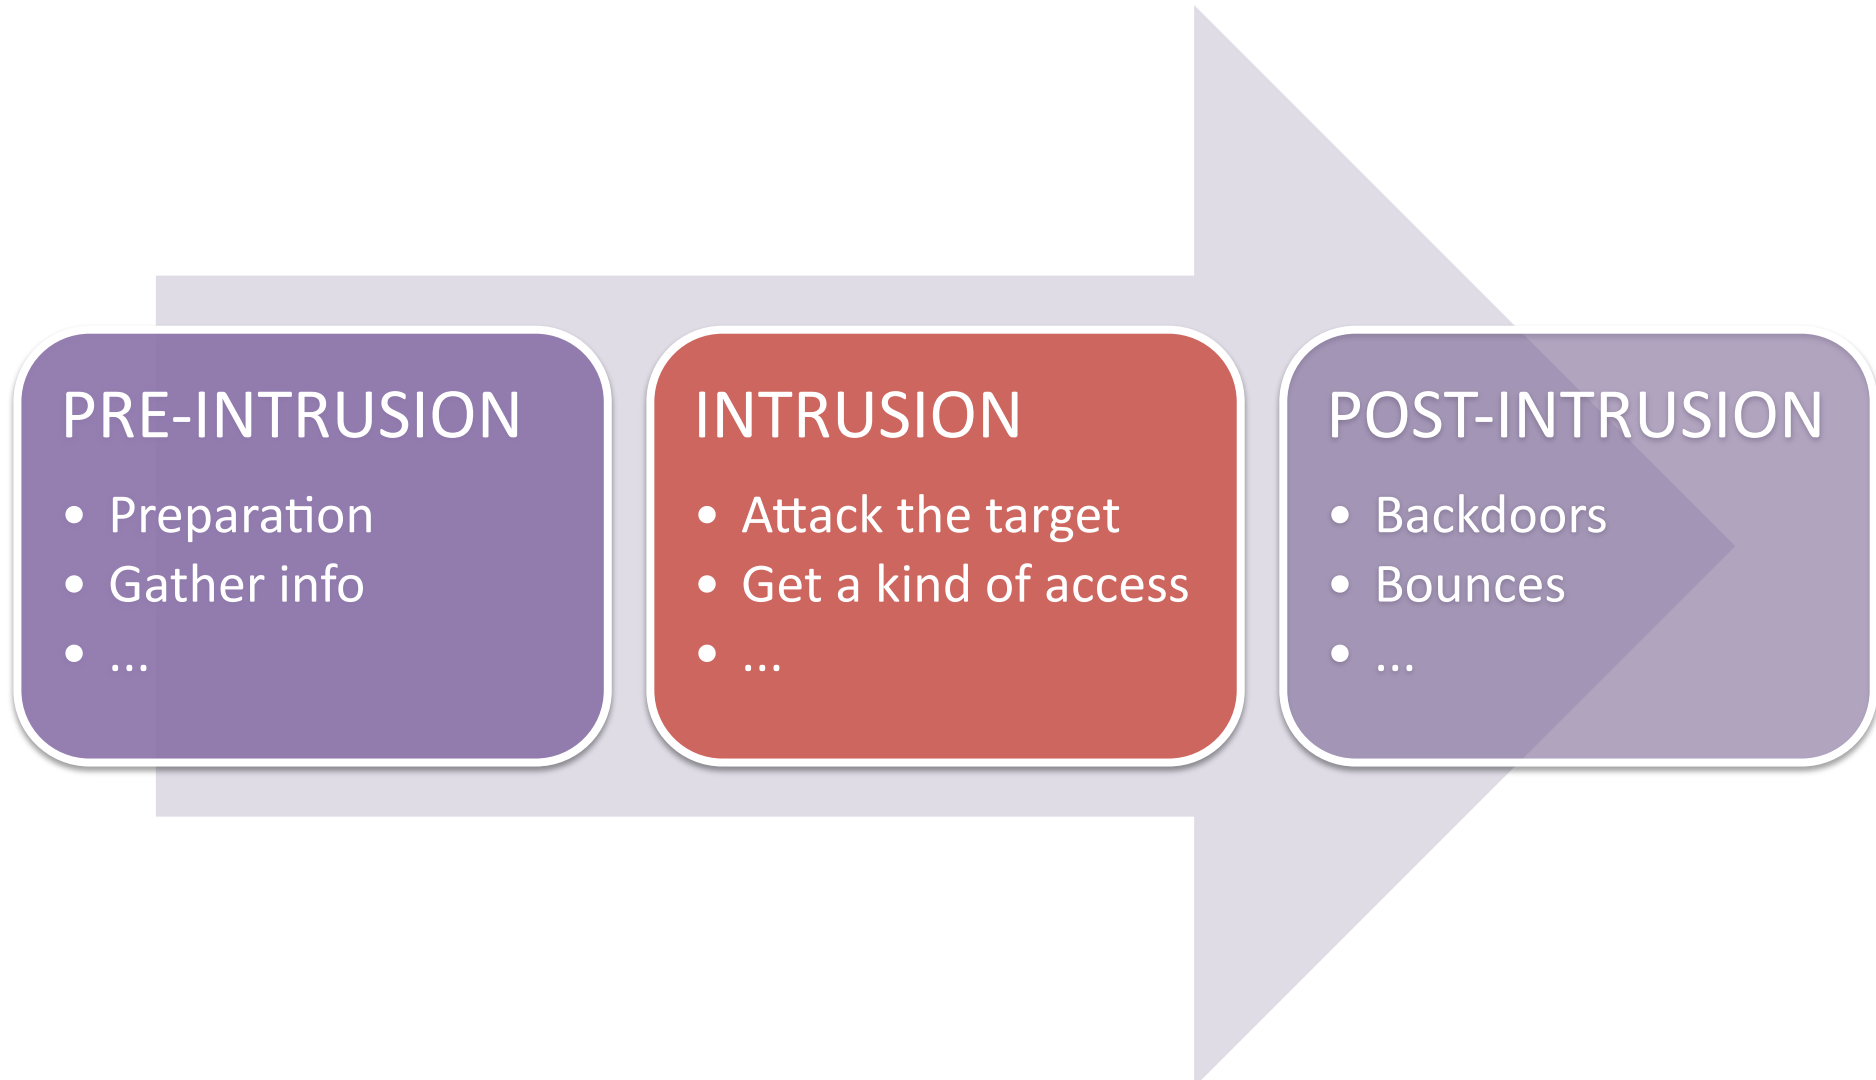 PRE-INTRUSION
• Preparation
• Gather info
• ...
INTRUSION
• Attack the target
• Get a kind of access
• ...
POST-INTRUSION
• Backdoors
• Bounces
• ...